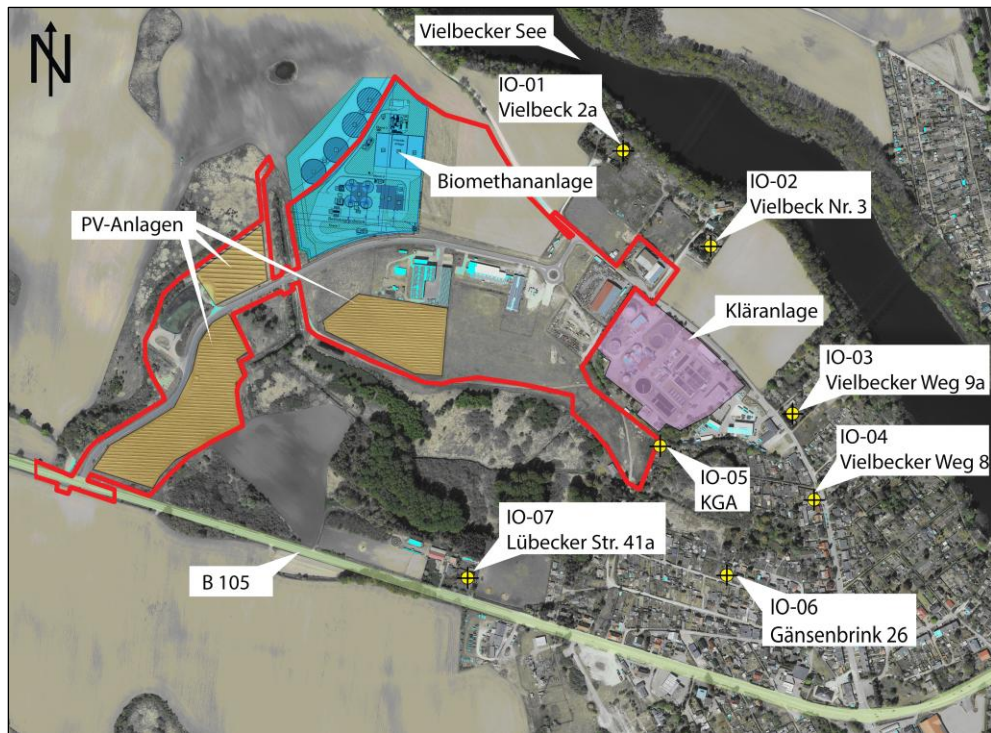 N
Vielbecker See
IO-01
Vielbeck 2a
Biomethananlage
IO-02
Vielbeck Nr. 3
PV-Anlagen
Kläranlage
IO-03
Vielbecker Weg 9a
IO-04
Vielbecker Weg 8
IO-05
KGA
IO-07
Lübecker Str. 41a
B 105
IO-06
Gänsenbrink 26